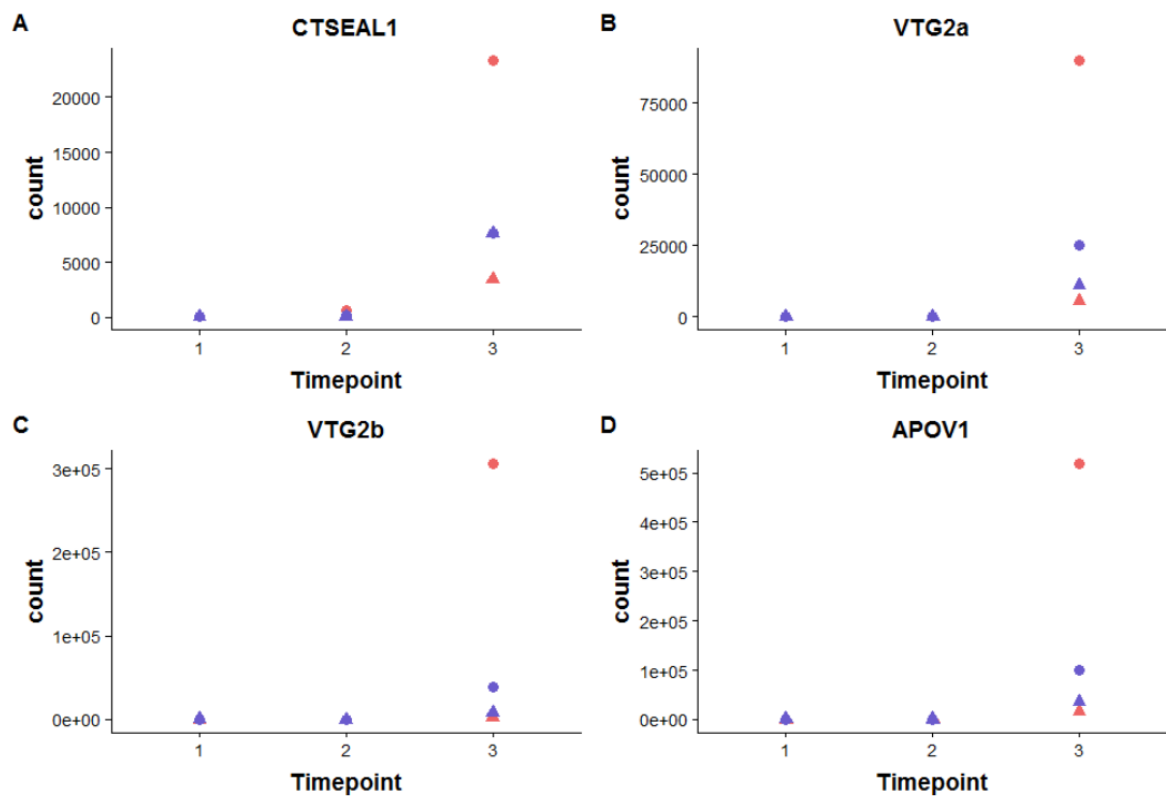 A
CTSEAL1
count
20000
15000
10000
5000
0
1 2 3
Timepoint
B
VTG2a
count
75000
50000
25000
0
1 2 3
Timepoint
C
VTG2b
count
3e+05
2e+05
1e+05
0e+00
1 2 3
Timepoint
D
APOV1
count
5e+05
4e+05
3e+05
2e+05
1e+05
0e+00
1 2 3
Timepoint